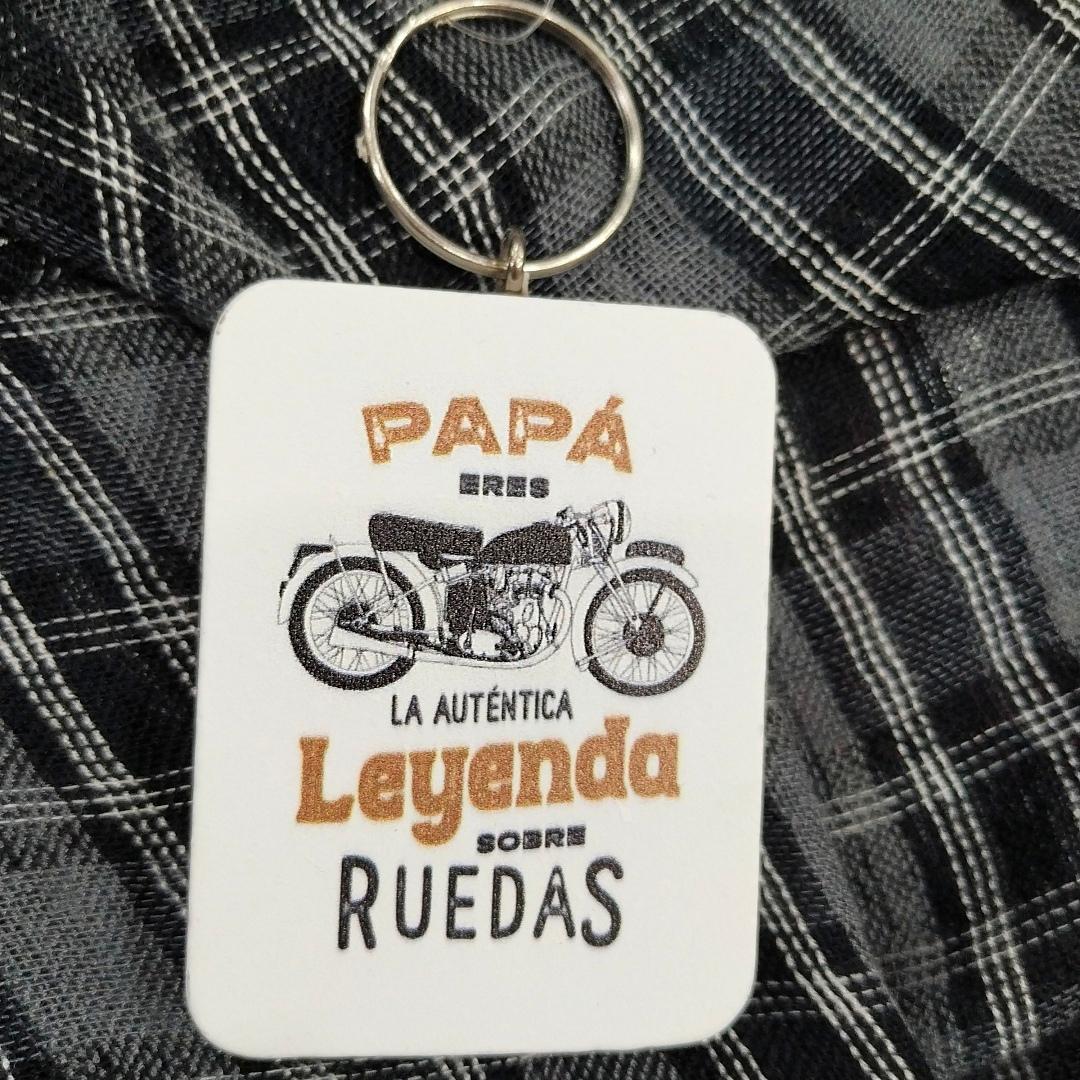 PAPÁ
ERES
LA AUTÉNTICA
Leyenda
SOBRE
RUEDAS